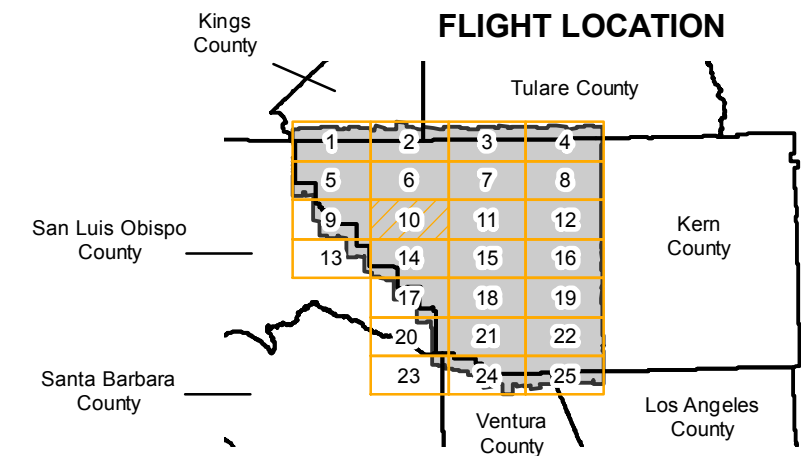 Kings
County
FLIGHT LOCATION
Tulare County
1 2 3 4
5 6 7 8
9 10 11 12
San Luis Obispo
County
Kern
County
13 14 15 16
17 18 19
20 21 22
Santa Barbara
County
23 24 25
Ventura
County
Los Angeles
County